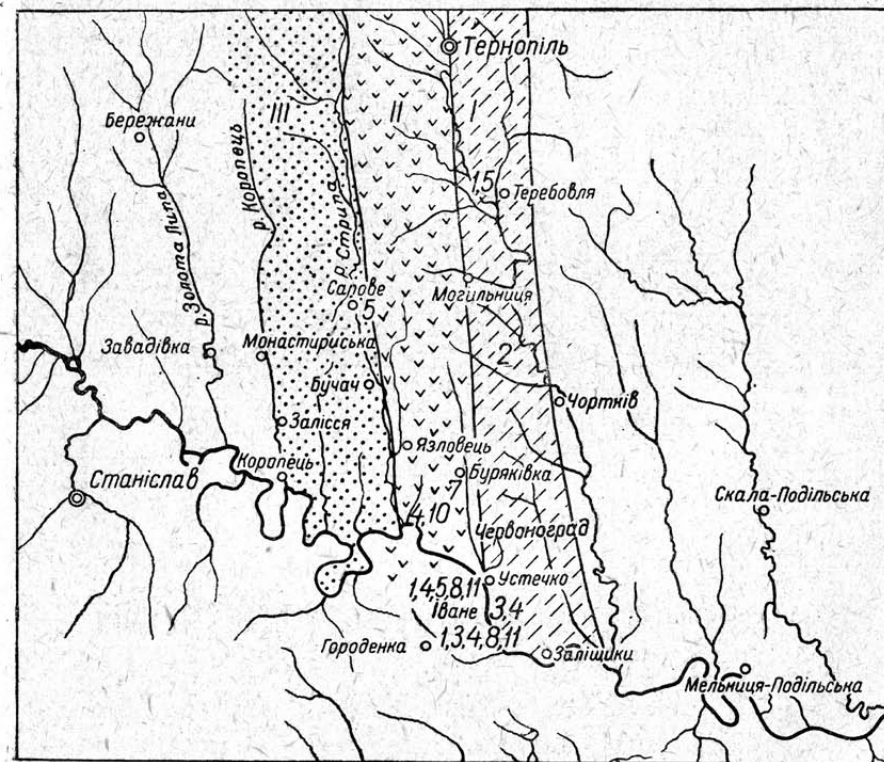 Тернопіль
III
II
I
Бережани
р. Коропець
р. Золота Липа
1,5
Теребовля
р. Стрипа
Сапове
5
Могильниця
Завадівка
Монастириська
2
Бучач
Чортків
Залісся
Язловець
Коропець
Буряківка
Станіслав
7
Скала-Подільська
4,10
Червоноград
Устечко
1,4,5,8,11
Іване
3,4
1,3,4,8,11
Городенка
Заліщики
Мельниця-Подільська